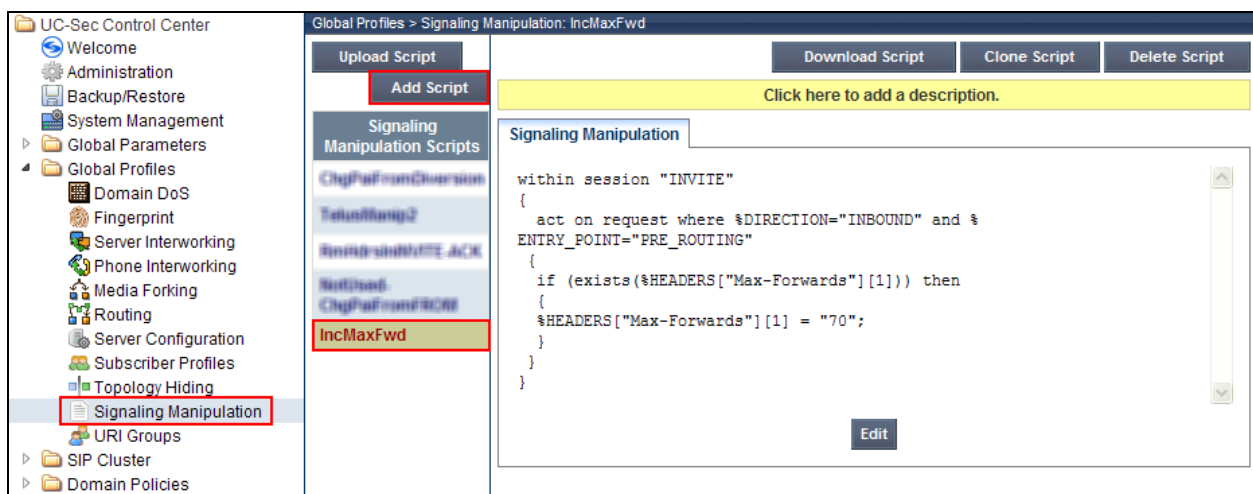 UC-Sec Control Center
Welcome
Administration
Backup/Restore
System Management
Global Parameters
Global Profiles
Domain DoS
Fingerprint
Server Interworking
Phone Interworking
Media Forking
Routing
Server Configuration
Subscriber Profiles
Topology Hiding
Signaling Manipulation
URI Groups
SIP Cluster
Domain Policies
Global Profiles > Signaling Manipulation: IncMaxFwd
Upload Script
Add Script
Signaling
Manipulation Scripts
IncMaxFwd
Download Script
Clone Script
Delete Script
Click here to add a description.
Signaling Manipulation
within session "INVITE"
{
act on request where %DIRECTION="INBOUND" and %
ENTRY_POINT="PRE_ROUTING"
{
if (exists(%HEADERS["Max-Forwards"][1])) then
{
%HEADERS["Max-Forwards"][1] = "70";
}
}
}
Edit